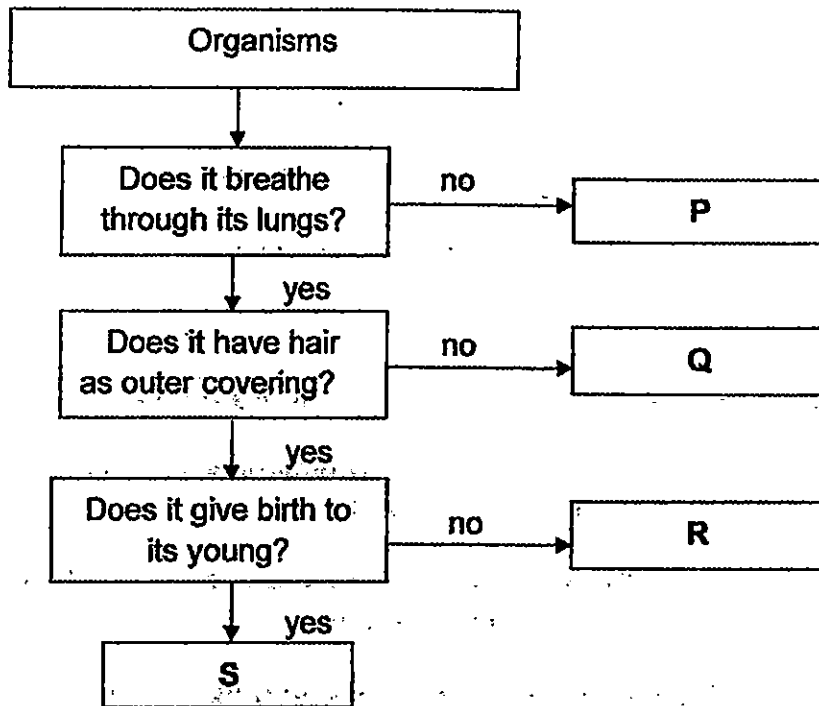 Organisms
Does it breathe
through its lungs?
no
P
yes
Does it have hair
as outer covering?
no
Q
yes
Does it give birth to
its young?
no
R
yes
S